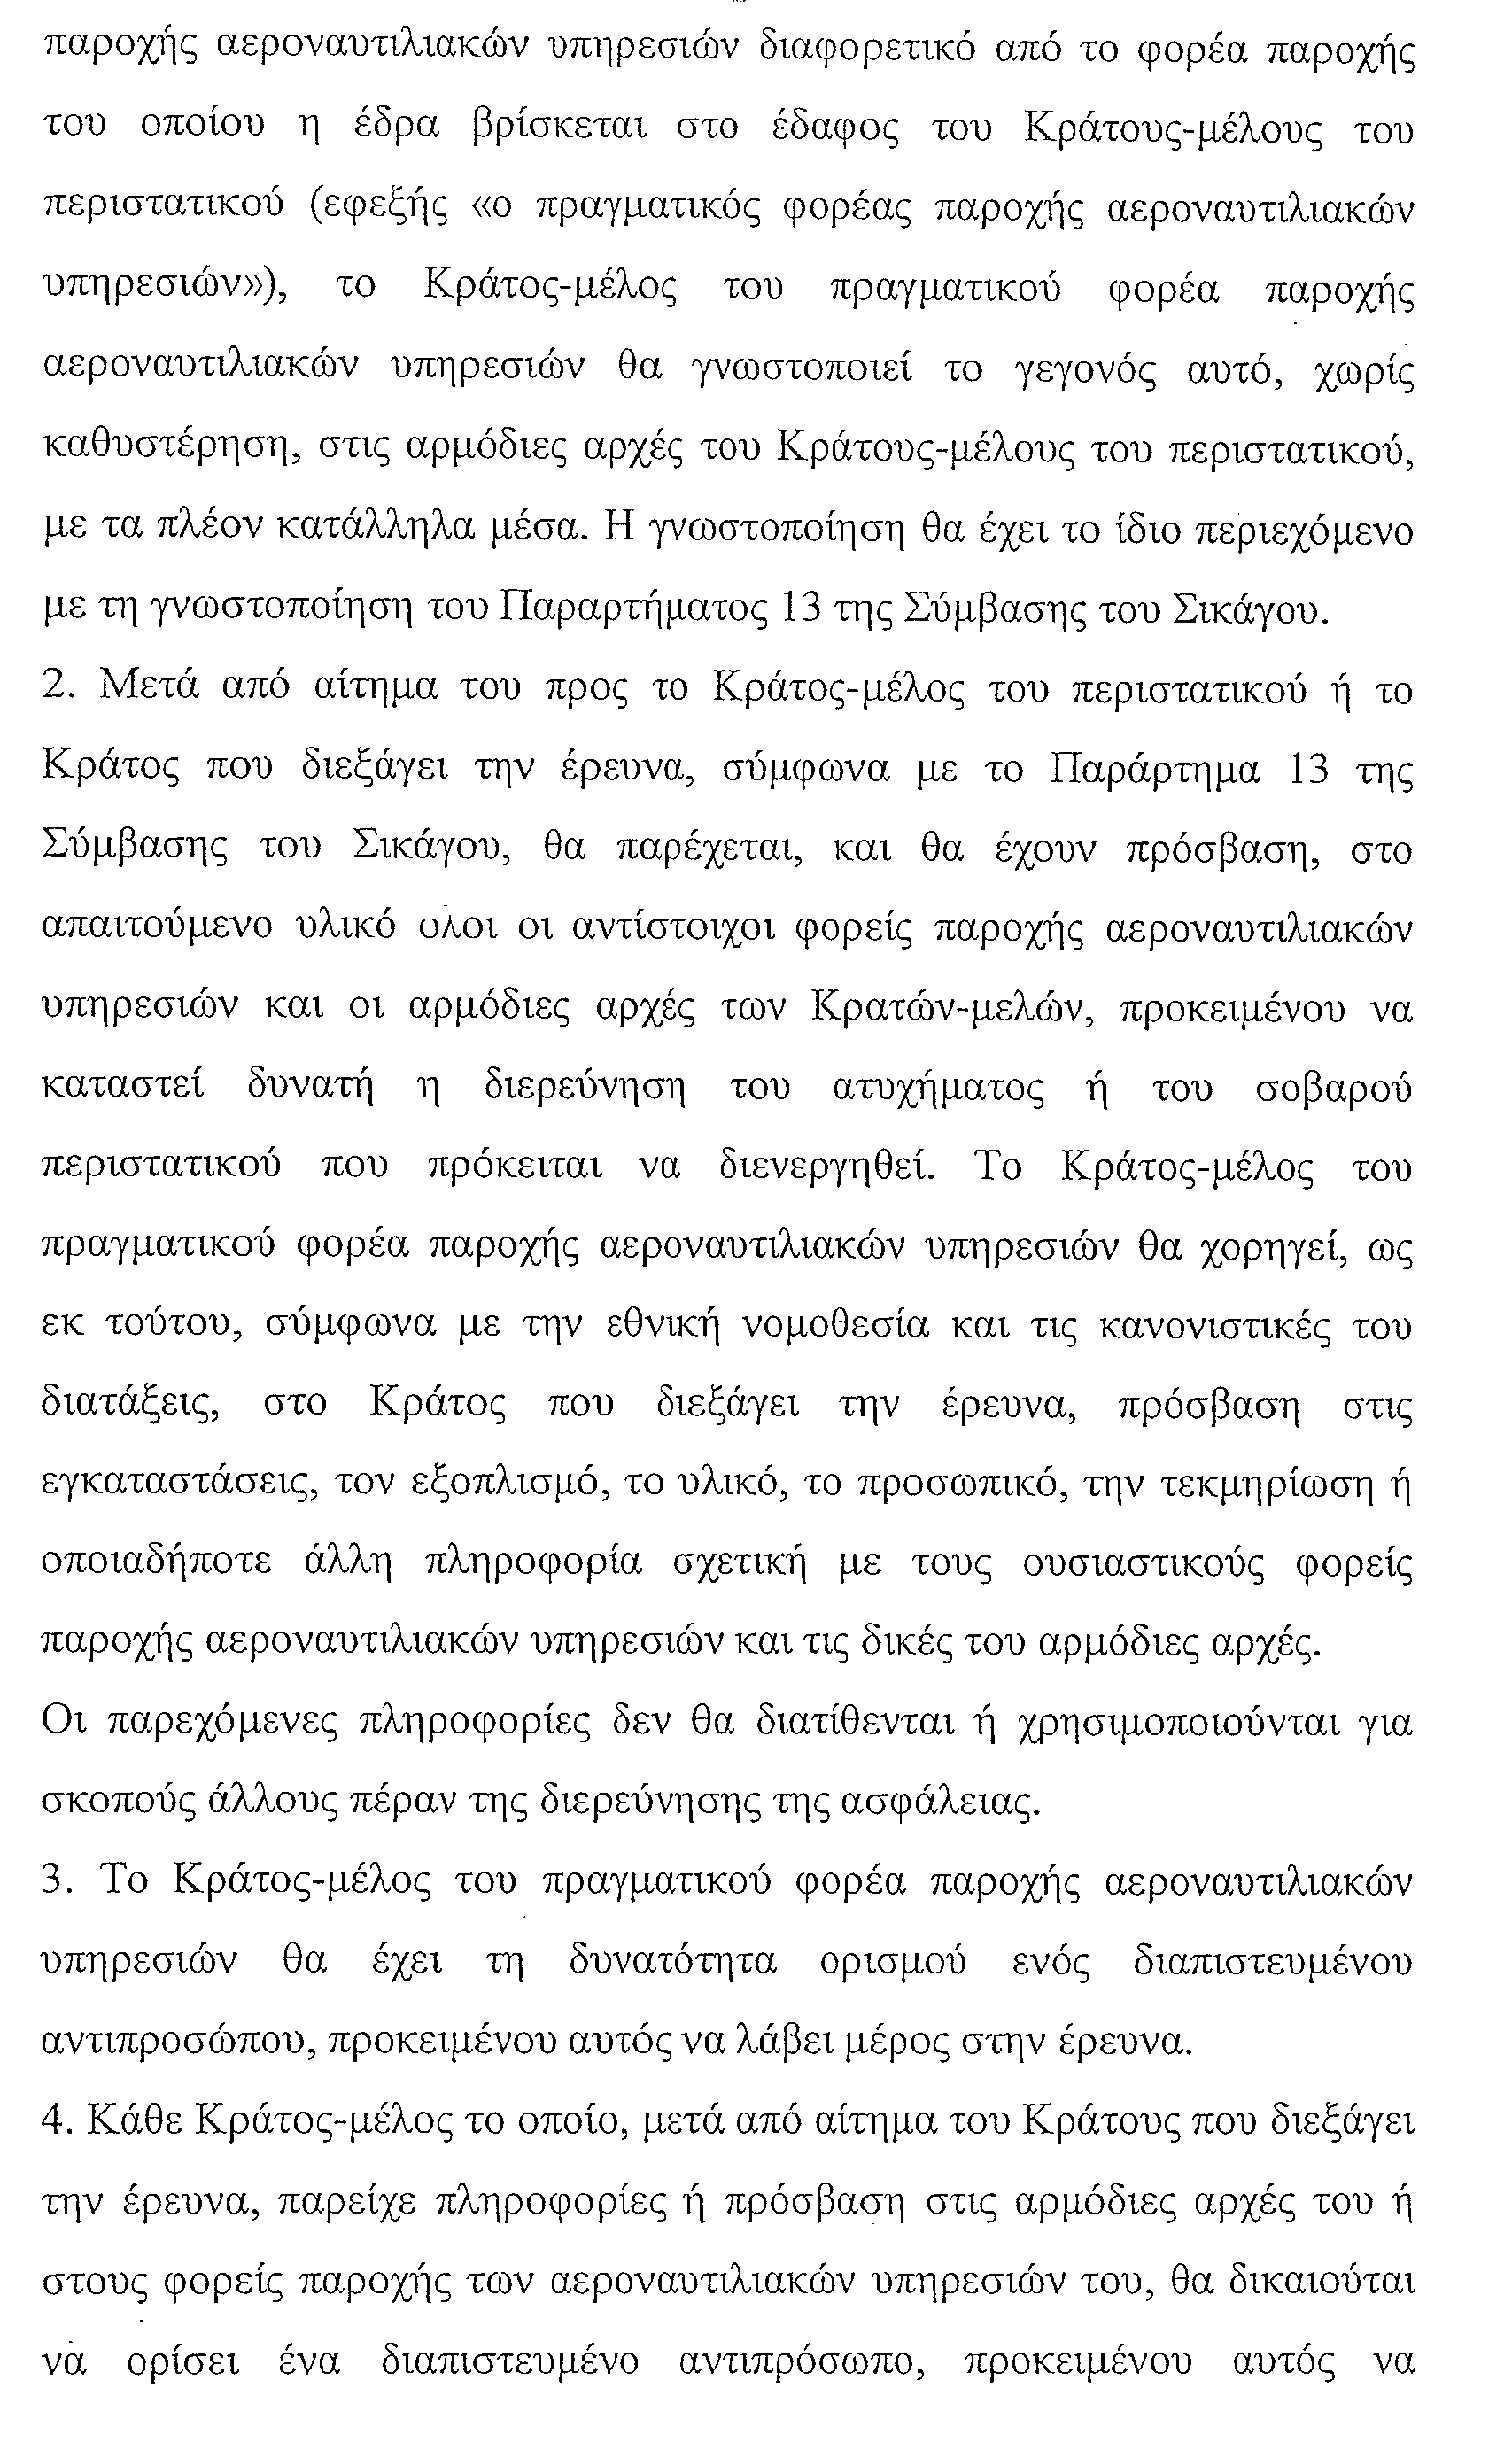 παροχής αεροναυτιλιακών υπηρεσιών διαφορετικό από το φορέα παροχής
του οποίου η έδρα βρίσκεται στο έδαφος του Κράτους-μέλους του
περιστατικού (εφεξής «ο πραγματικός φορέας παροχής αεροναυτιλιακών
υπηρεσιών»), το Κράτος-μέλος του πραγματικού φορέα παροχής
αεροναυτιλιακών υπηρεσιών θα γνωστοποιεί το γεγονός αυτό, χωρίς
καθυστέρηση, στις αρμόδιες αρχές του Κράτους-μέλους του περιστατικού,
με τα πλέον κατάλληλα μέσα. Η γνωστοποίηση θα έχει το ίδιο περιεχόμενο
με τη γνωστοποίηση του Παραρτήματος 13 της Σύμβασης του Σικάγου.
2. Μετά από αίτημα του προς το Κράτος-μέλος του περιστατικού ή το
Κράτος που διεξάγει την έρευνα, σύμφωνα με το Παράρτημα 13 της
Σύμβασης του Σικάγου, θα παρέχεται, και θα έχουν πρόσβαση, στο
απαιτούμενο υλικό όλοι οι αντίστοιχοι φορείς παροχής αεροναυτιλιακών
υπηρεσιών και οι αρμόδιες αρχές των Κρατών-μελών, προκειμένου να
καταστεί δυνατή η διερεύνηση του ατυχήματος ή του σοβαρού
περιστατικού που πρόκειται να διενεργηθεί. Το Κράτος-μέλος του
πραγματικού φορέα παροχής αεροναυτιλιακών υπηρεσιών θα χορηγεί, ως
εκ τούτου, σύμφωνα με την εθνική νομοθεσία και τις κανονιστικές του
διατάξεις, στο Κράτος που διεξάγει την έρευνα, πρόσβαση στις
εγκαταστάσεις, τον εξοπλισμό, το υλικό, το προσωπικό, την τεκμηρίωση ή
οποιαδήποτε άλλη πληροφορία σχετική με τους ουσιαστικούς φορείς
παροχής αεροναυτιλιακών υπηρεσιών και τις δικές του αρμόδιες αρχές.
Οι παρεχόμενες πληροφορίες δεν θα διατίθενται ή χρησιμοποιούνται για
σκοπούς άλλους πέραν της διερεύνησης της ασφάλειας.
3. Το Κράτος-μέλος του πραγματικού φορέα παροχής αεροναυτιλιακών
υπηρεσιών θα έχει τη δυνατότητα ορισμού ενός διαπιστευμένου
αντιπροσώπου, προκειμένου αυτός να λάβει μέρος στην έρευνα.
4. Κάθε Κράτος-μέλος το οποίο, μετά από αίτημα του Κράτους που διεξάγει
την έρευνα, παρείχε πληροφορίες ή πρόσβαση στις αρμόδιες αρχές του ή
στους φορείς παροχής των αεροναυτιλιακών υπηρεσιών του, θα δικαιούται
να ορίσει ένα διαπιστευμένο αντιπρόσωπο, προκειμένου αυτός να